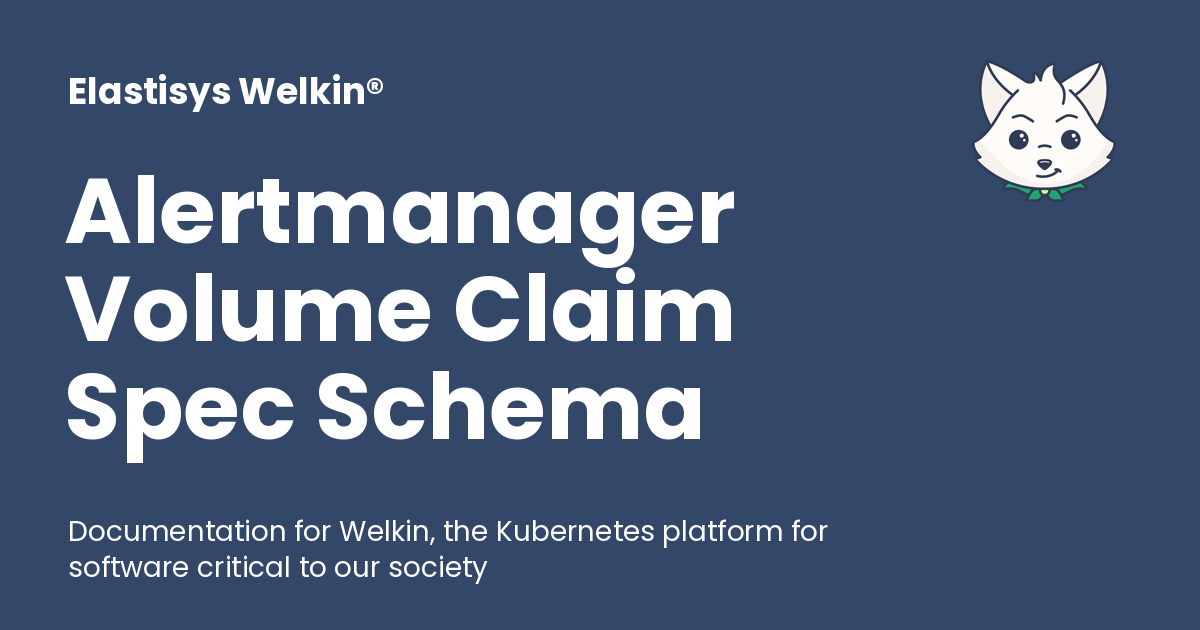 Elastisys Welkin®
Alertmanager
Volume Claim
Spec Schema
Documentation for Welkin, the Kubernetes platform for
software critical to our society